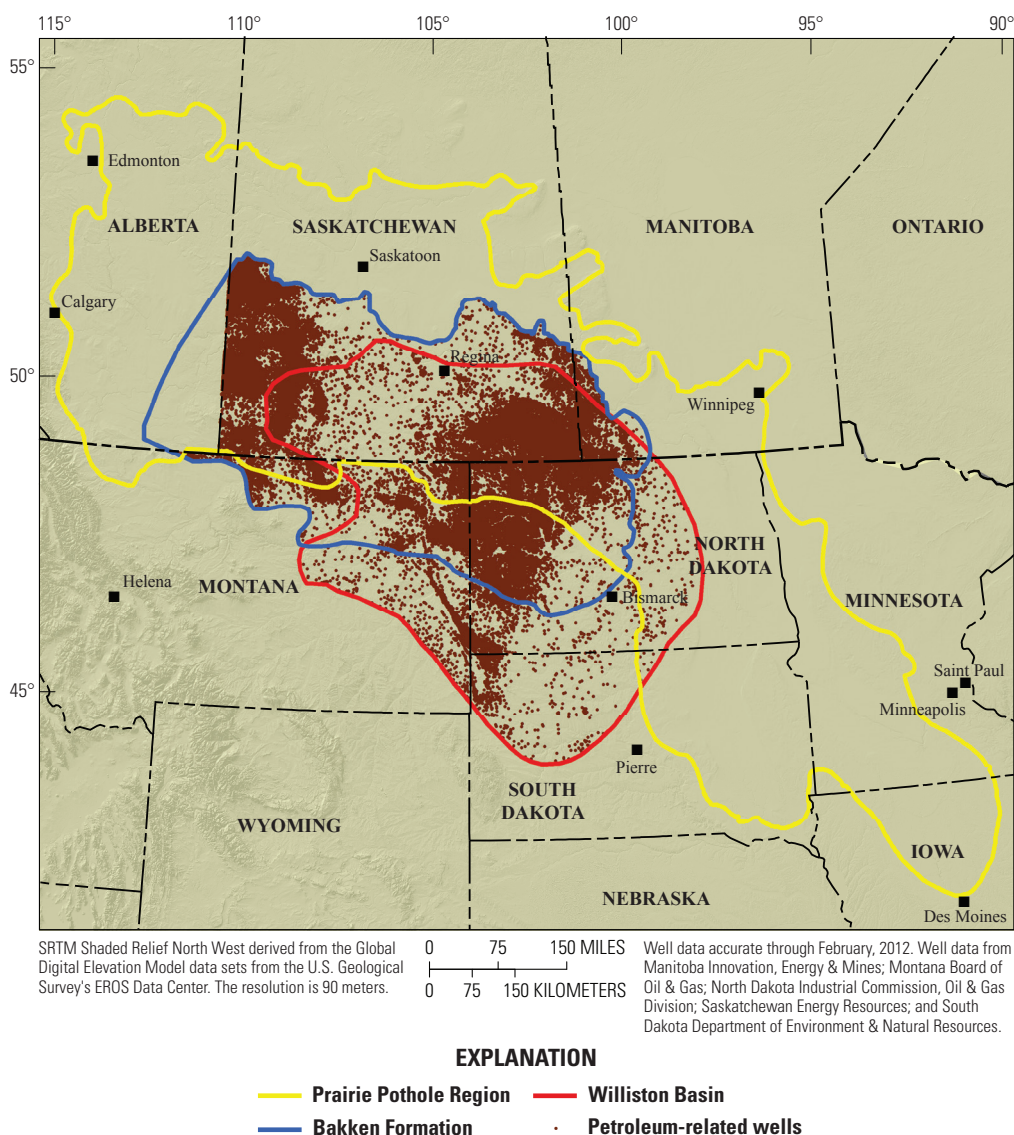 115° 110° 105° 100° 95° 90°
55°
Edmonton
ALBERTA SASKATCHEWAN MANITOBA ONTARIO
Saskatoon
Calgary
Regina
50°
Winnipeg
NORTH
DAKOTA
Helena
MONTANA
Bismarck
MINNESOTA
Saint Paul
45°
Minneapolis
Pierre
SOUTH
DAKOTA
WYOMING
IOWA
NEBRASKA
Des Moines
SRTM Shaded Relief North West derived from the Global
Digital Elevation Model data sets from the U.S. Geological
Survey's EROS Data Center. The resolution is 90 meters.
0 75 150 MILES
0 75 150 KILOMETERS
Well data accurate through February, 2012. Well data from
Manitoba Innovation, Energy & Mines; Montana Board of
Oil & Gas; North Dakota Industrial Commission, Oil & Gas
Division; Saskatchewan Energy Resources; and South
Dakota Department of Environment & Natural Resources.
EXPLANATION
Prairie Pothole Region
Williston Basin
Bakken Formation
Petroleum-related wells